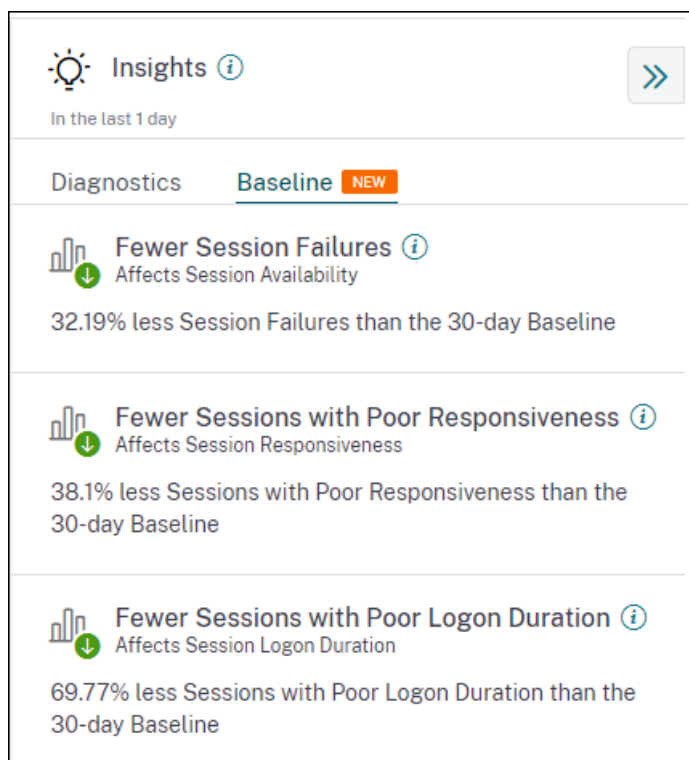 Insights i
In the last 1 day
Diagnostics Baseline NEW
Fewer Session Failures i
Affects Session Availability
32.19% less Session Failures than the 30-day Baseline
Fewer Sessions with Poor Responsiveness i
Affects Session Responsiveness
38.1% less Sessions with Poor Responsiveness than the
30-day Baseline
Fewer Sessions with Poor Logon Duration i
Affects Session Logon Duration
69.77% less Sessions with Poor Logon Duration than the
30-day Baseline